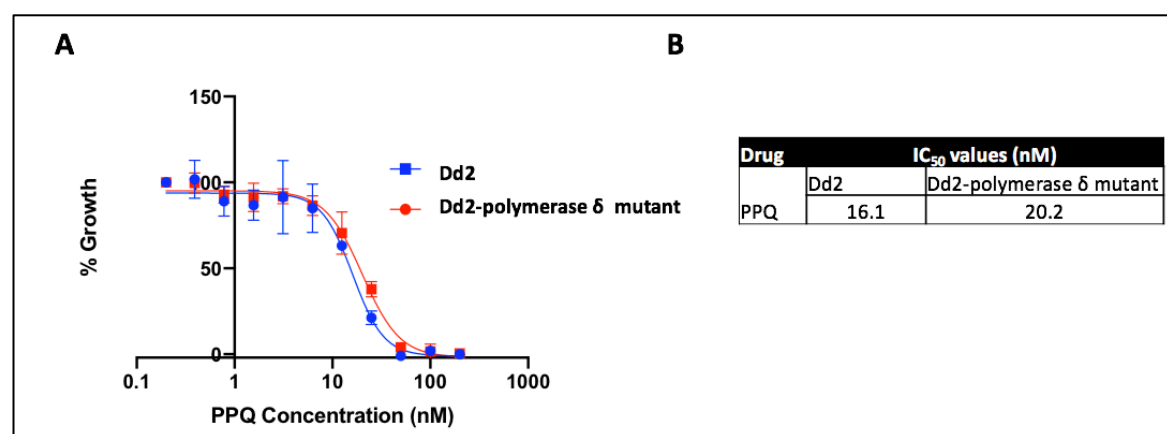 A
B
150
100
50
0
% Growth
0.1 1 10 100 1000
PPQ Concentration (nM)
Dd2
Dd2-polymerase δ mutant
Drug IC50 values (nM)
Dd2 Dd2-polymerase δ mutant
PPQ 16.1 20.2